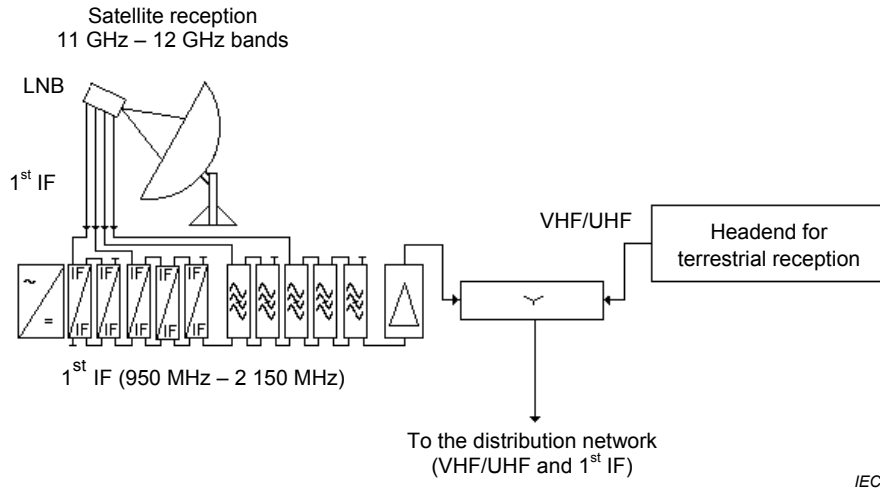 Satellite reception
11 GHz – 12 GHz bands
LNB
1st IF
VHF/UHF
Headend for
terrestrial reception
~
=
IF IF IF IF IF
IF IF IF IF IF
1st IF (950 MHz – 2 150 MHz)
To the distribution network
(VHF/UHF and 1st IF)
IEC